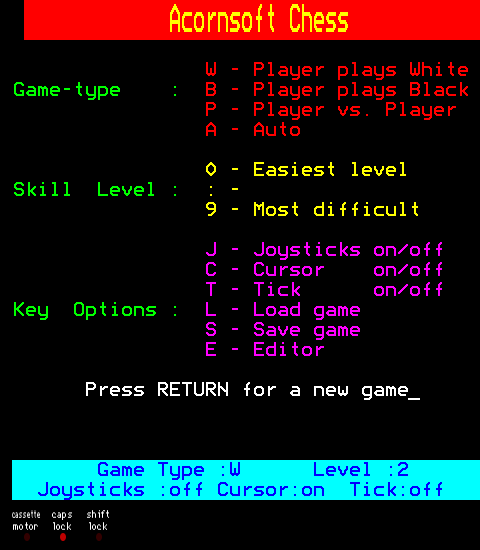 Acornsoft Chess
W - Player plays White
Game-type    : B - Player plays Black
P - Player vs. Player
A - Auto
0 - Easiest level
Skill  Level : : -
9 - Most difficult
J - Joysticks on/off
C - Cursor    on/off
T - Tick      on/off
Key  Options : L - Load game
S - Save game
E - Editor
Press RETURN for a new game_
Game Type :W      Level :2
Joysticks :off Cursor:on  Tick:off
cassette caps shift
motor lock lock